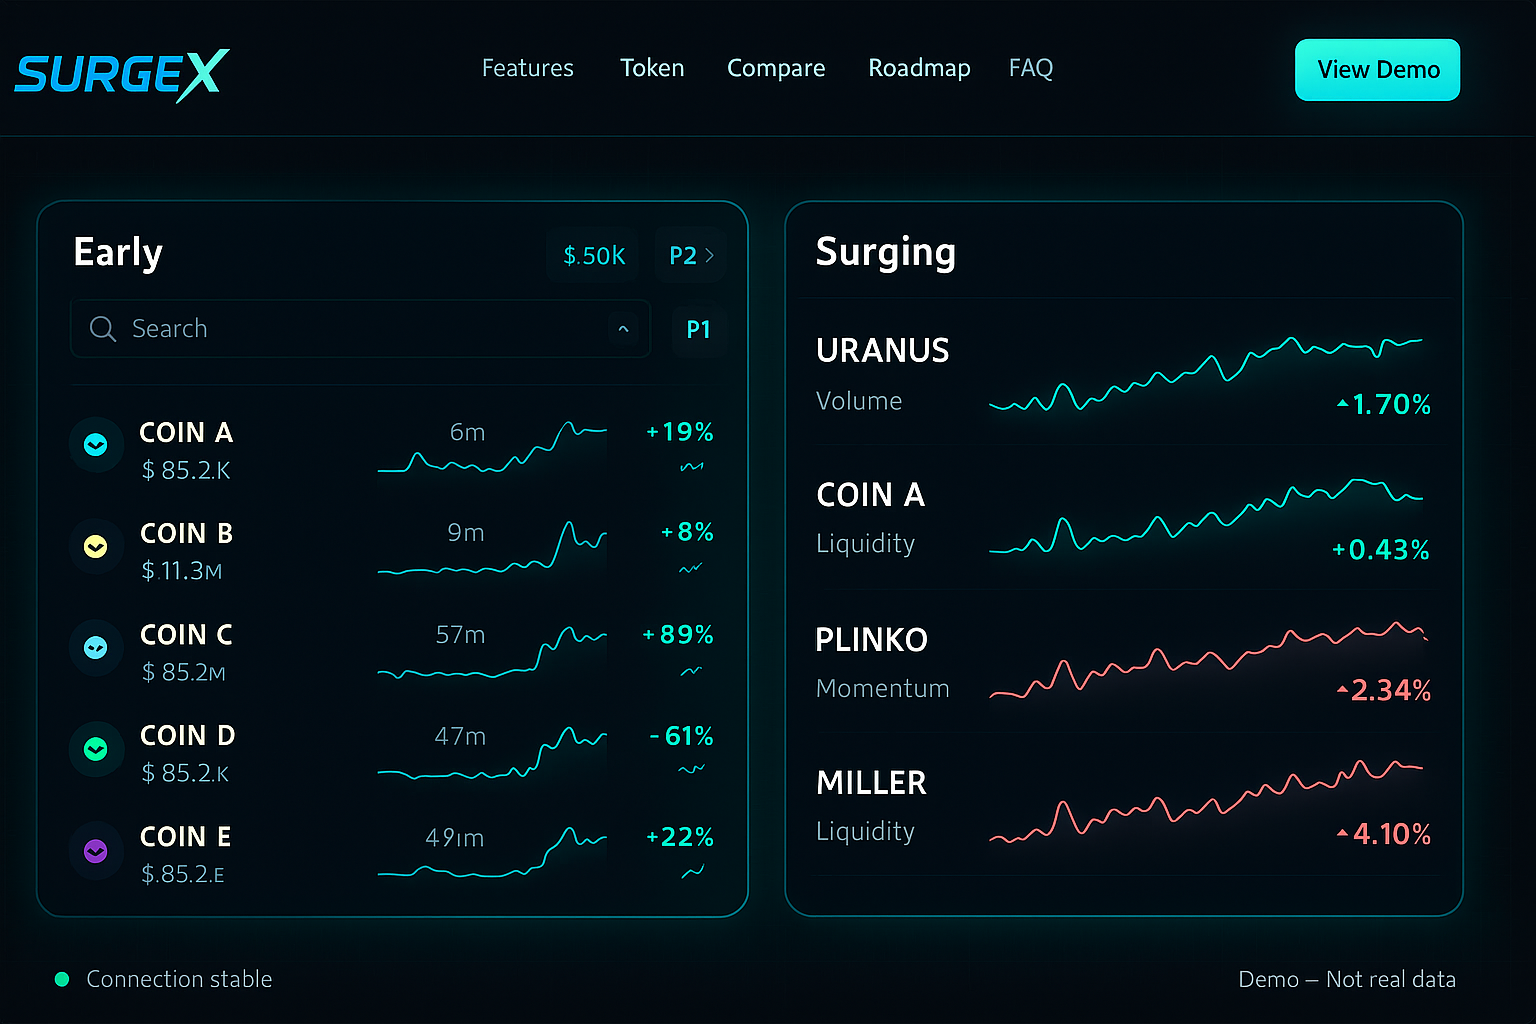 SURGEX
Features Token Compare Roadmap FAQ
View Demo
Early
$.50K
P2
Search
P1
COIN A
$ 85.2.K
6m
+19%
COIN B
$.11.3M
9m
+8%
COIN C
$ 85.2M
57m
+89%
COIN D
$ 85.2.K
47m
-61%
COIN E
$.85.2.E
49ım
+22%
Surging
URANUS
Volume
1.70%
COIN A
Liquidity
+0.43%
PLINKO
Momentum
2.34%
MILLER
Liquidity
4.10%
Connection stable
Demo – Not real data